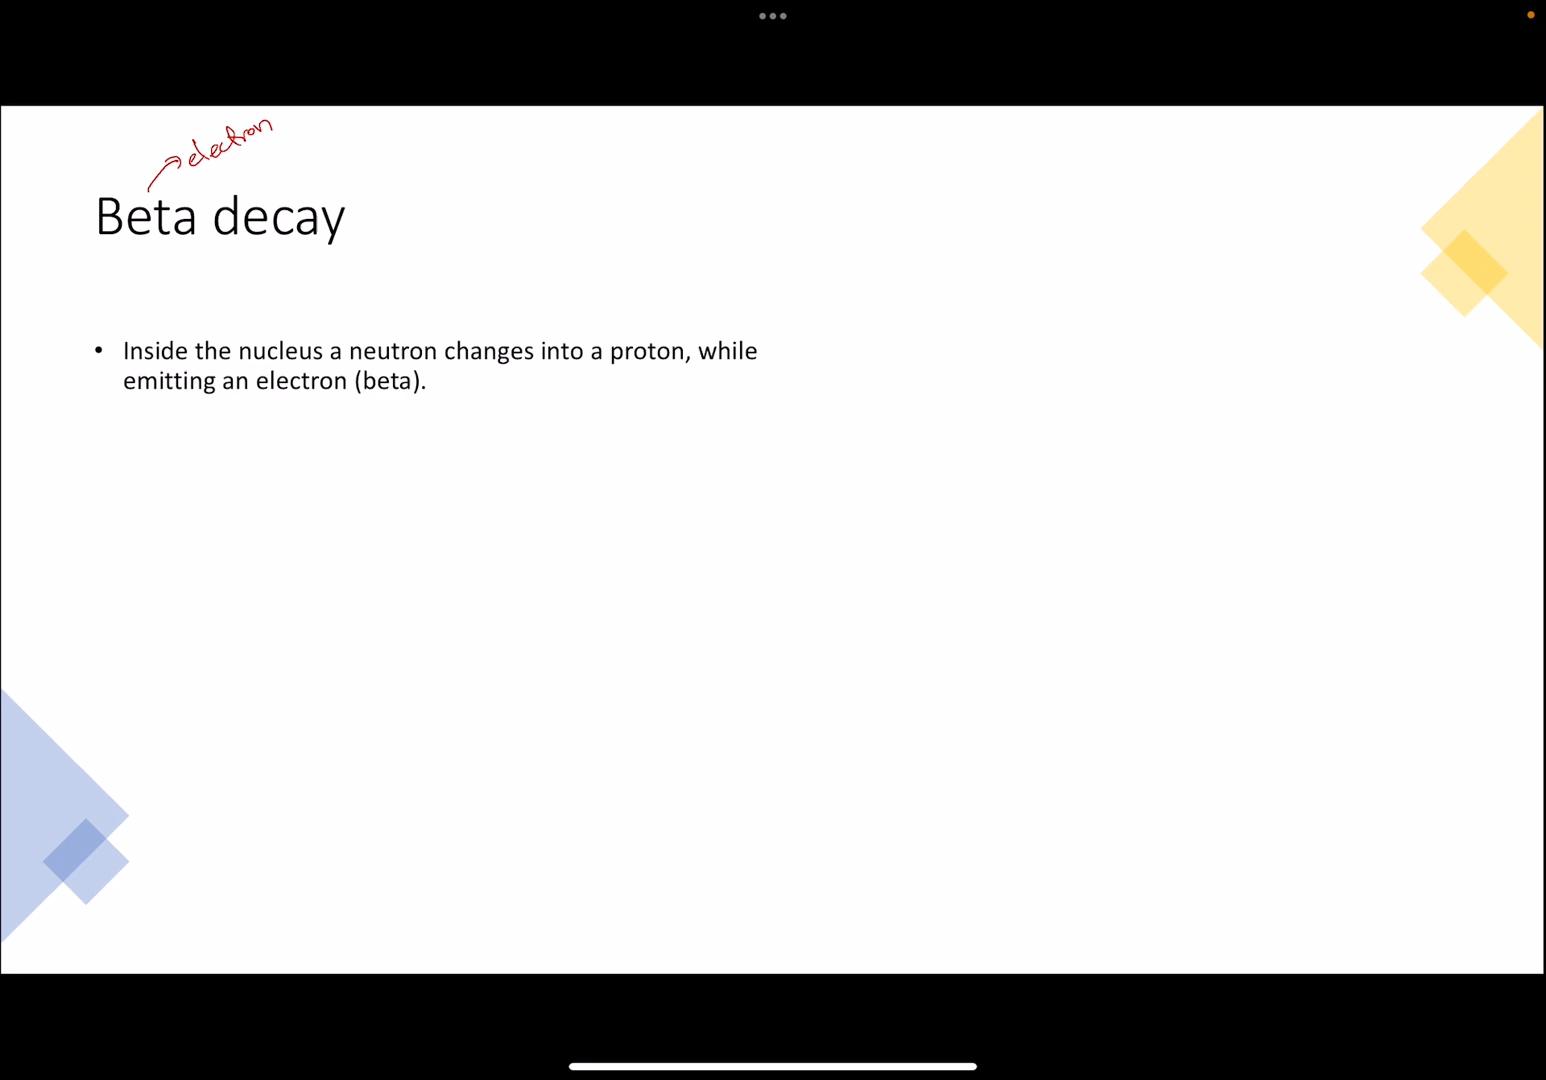 electron
Beta decay
• Inside the nucleus a neutron changes into a proton, while
emitting an electron (beta).